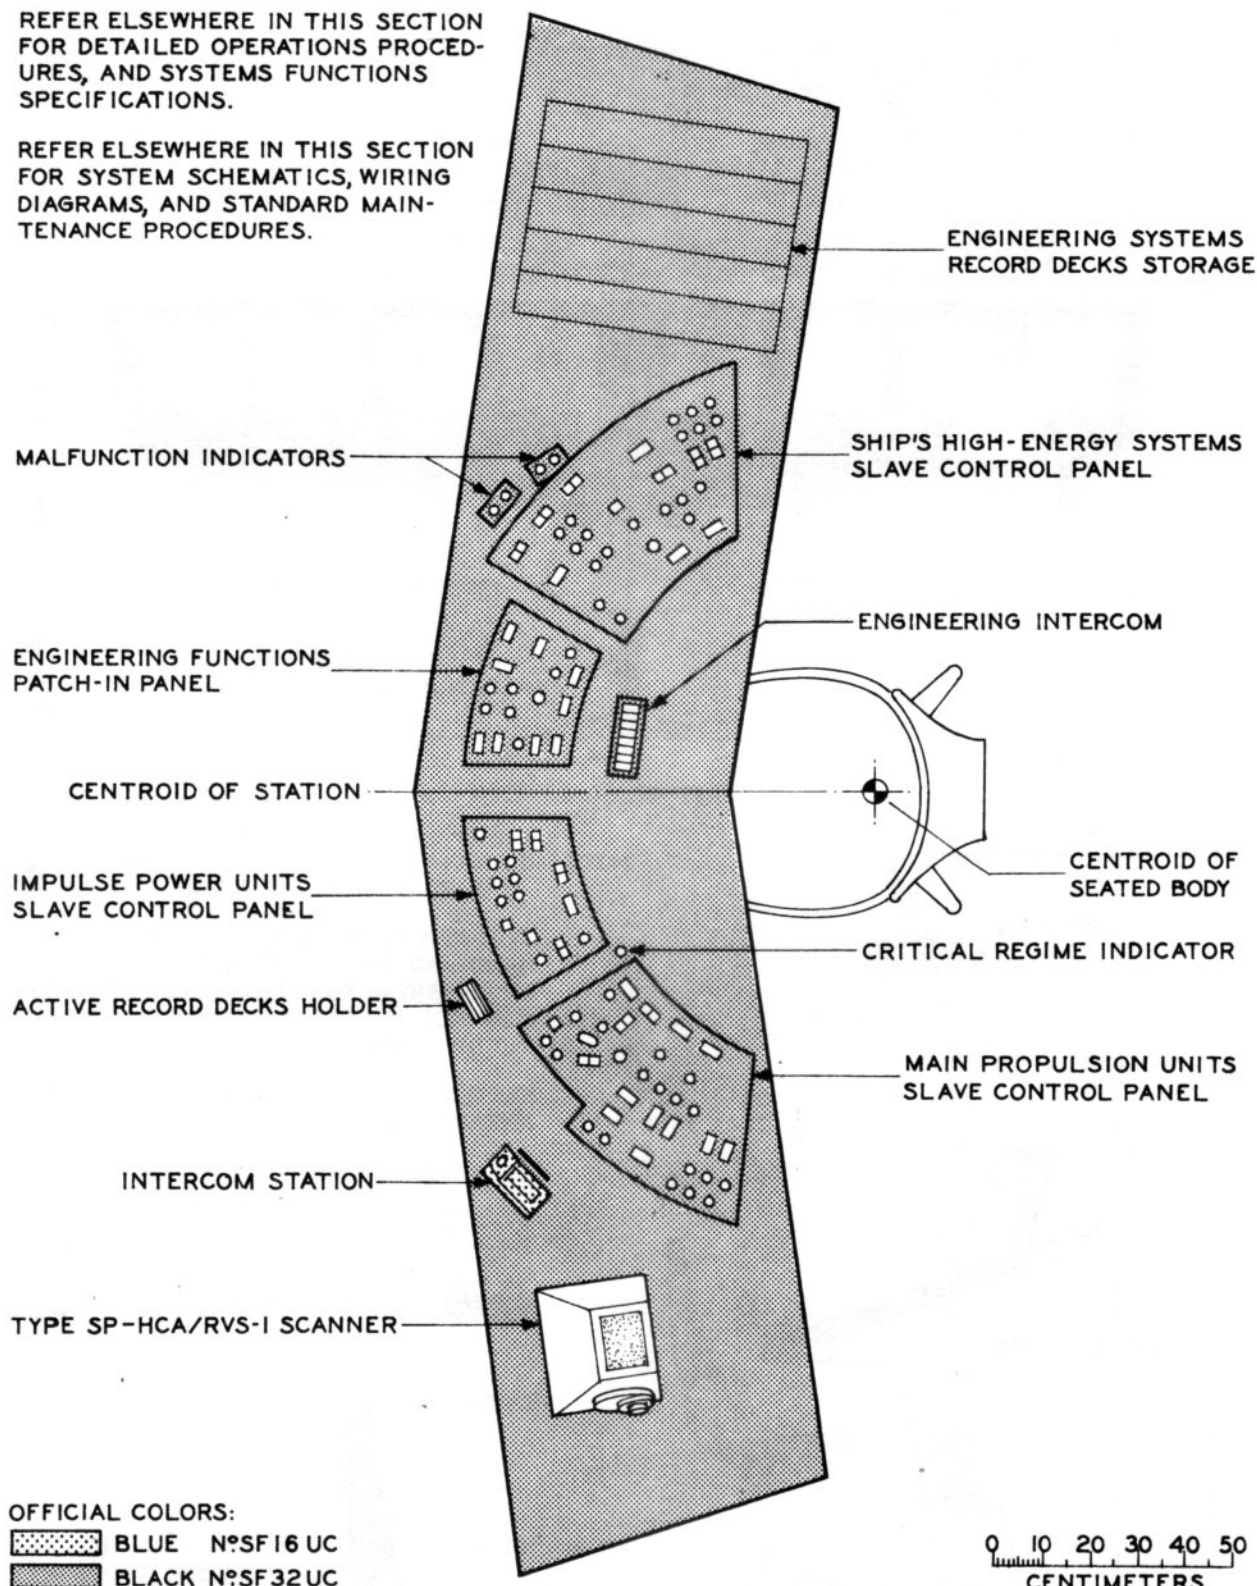 REFER ELSEWHERE IN THIS SECTION
FOR DETAILED OPERATIONS PROCED-
URES, AND SYSTEMS FUNCTIONS
SPECIFICATIONS.
REFER ELSEWHERE IN THIS SECTION
FOR SYSTEM SCHEMATICS, WIRING
DIAGRAMS, AND STANDARD MAIN-
TENANCE PROCEDURES.
ENGINEERING SYSTEMS
RECORD DECKS STORAGE
MALFUNCTION INDICATORS
SHIP'S HIGH-ENERGY SYSTEMS
SLAVE CONTROL PANEL
ENGINEERING INTERCOM
ENGINEERING FUNCTIONS
PATCH-IN PANEL
CENTROID OF STATION
CENTROID OF
SEATED BODY
IMPULSE POWER UNITS
SLAVE CONTROL PANEL
CRITICAL REGIME INDICATOR
ACTIVE RECORD DECKS HOLDER
MAIN PROPULSION UNITS
SLAVE CONTROL PANEL
INTERCOM STATION
TYPE SP-HCA/RVS-1 SCANNER
OFFICIAL COLORS:
BLUE Nº SF16 UC
BLACK Nº SF32 UC
0 10 20 30 40 50
CENTIMETERS